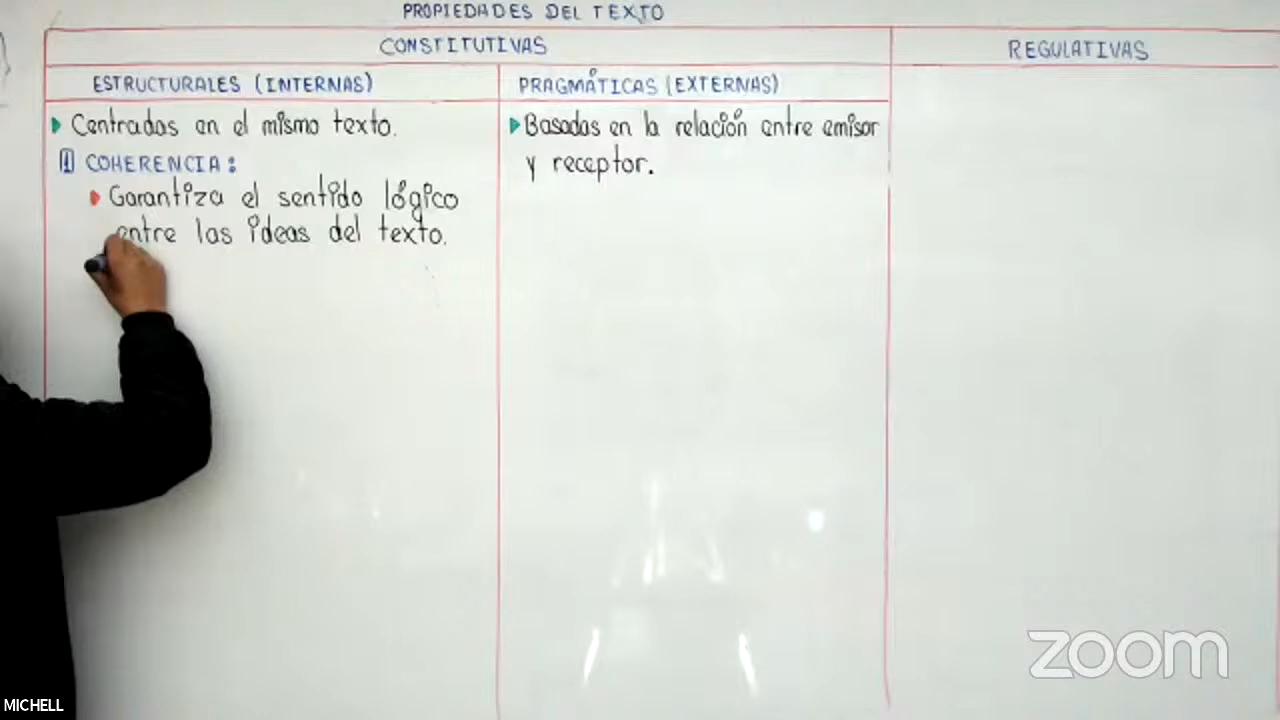 PROPIEDADES DEL TEXTO
CONSTITUTIVAS
REGULATIVAS
ESTRUCTURALES (INTERNAS)
PRAGMÁTICAS (EXTERNAS)
Centradas en el mismo texto.
1 COHERENCIA:
Garantiza el sentido lógico
entre las ideas del texto.
Basadas en la relación entre emisor
y receptor.
zoom
MICHELL